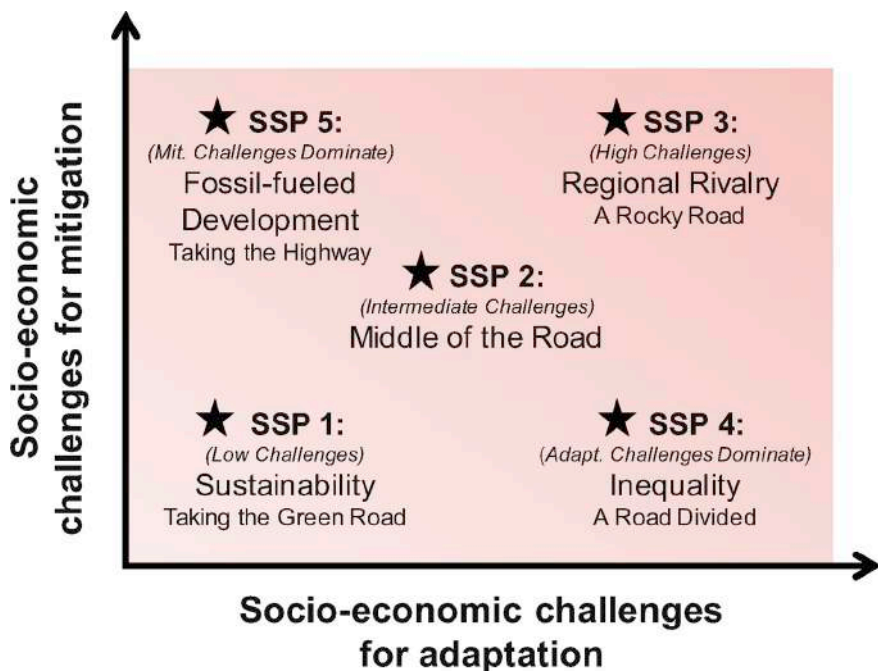 Socio-economic
challenges for mitigation
SSP 5:
(Mit. Challenges Dominate)
Fossil-fueled
Development
Taking the Highway
SSP 3:
(High Challenges)
Regional Rivalry
A Rocky Road
SSP 2:
(Intermediate Challenges)
Middle of the Road
SSP 1:
(Low Challenges)
Sustainability
Taking the Green Road
SSP 4:
(Adapt. Challenges Dominate)
Inequality
A Road Divided
Socio-economic challenges
for adaptation